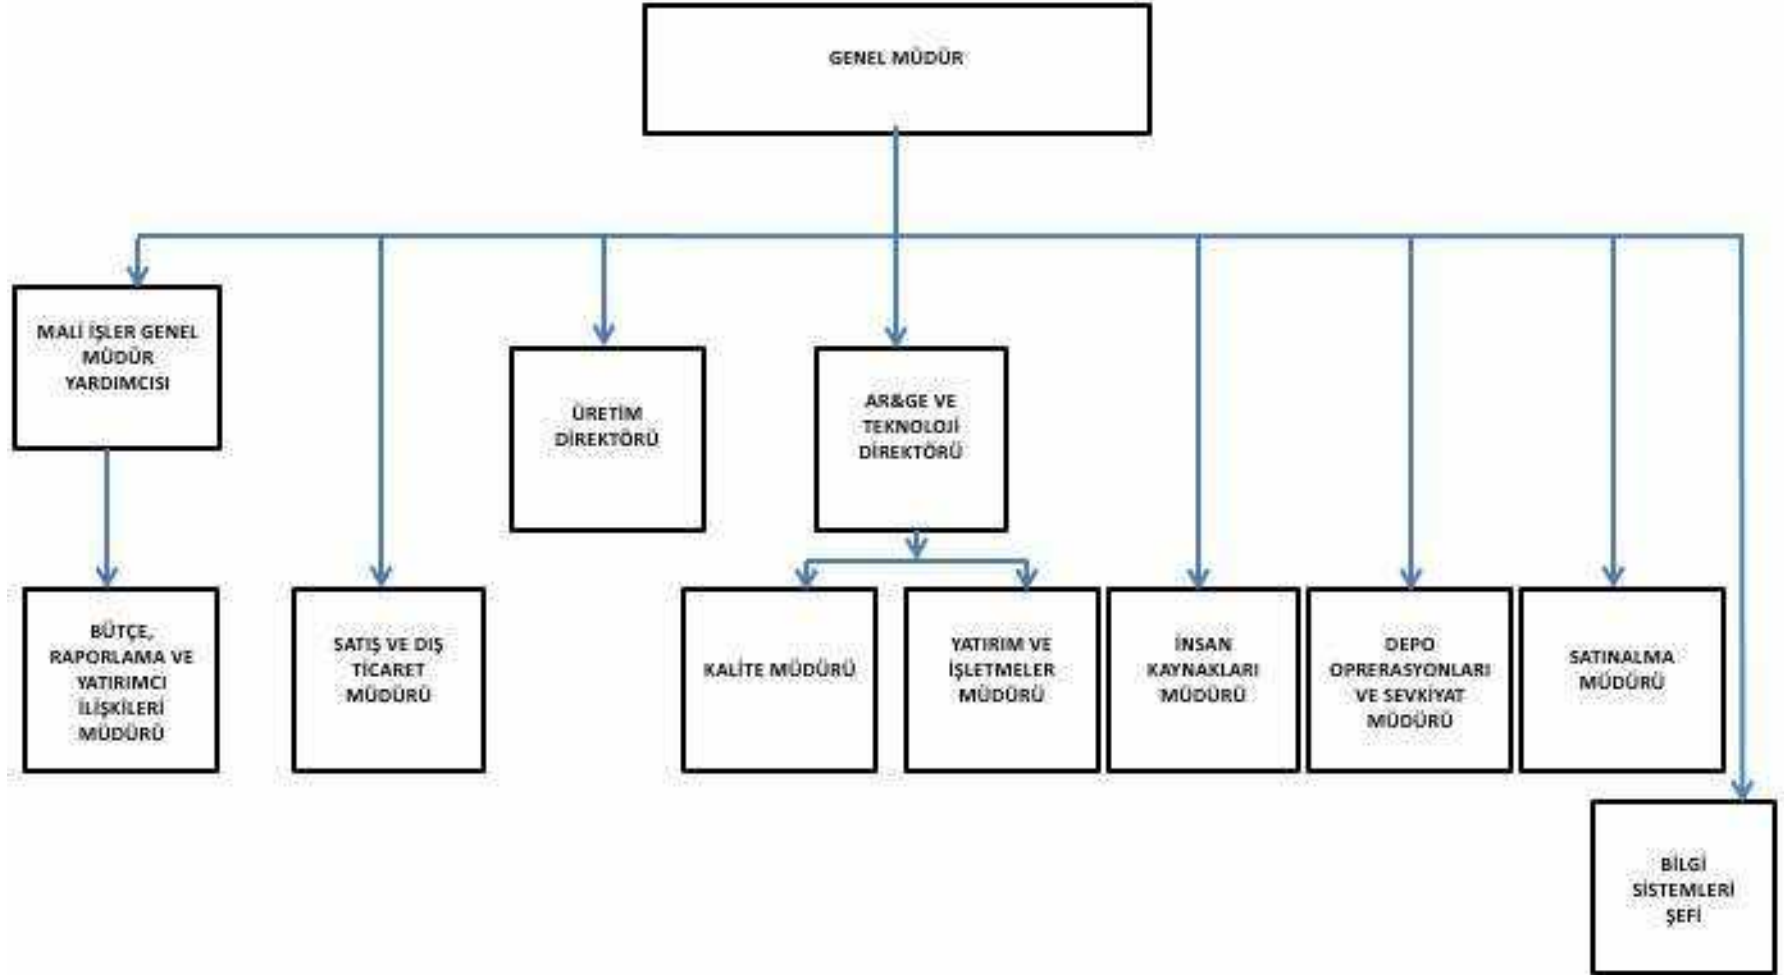 GENEL MÜDÜR
MALİ İŞLER GENEL
MÜDÜR
YARDIMCISI
ÜRETİM
DİREKTÖRÜ
AR&GE VE
TEKNOLOJİ
DİREKTÖRÜ
BÜTÇE,
RAPORLAMA VE
YATIRIMCI
İLİŞKİLERİ
MÜDÜRÜ
SATIŞ VE DIŞ
TİCARET
MÜDÜRÜ
KALİTE MÜDÜRÜ
YATIRIM VE
İŞLETMELER
MÜDÜRÜ
İNSAN
KAYNAKLARI
MÜDÜRÜ
DEPO
OPRERASYONLARI
VE SEVKİYAT
MÜDÜRÜ
SATINALMA
MÜDÜRÜ
BİLGİ
SİSTEMLERİ
ŞEFİ